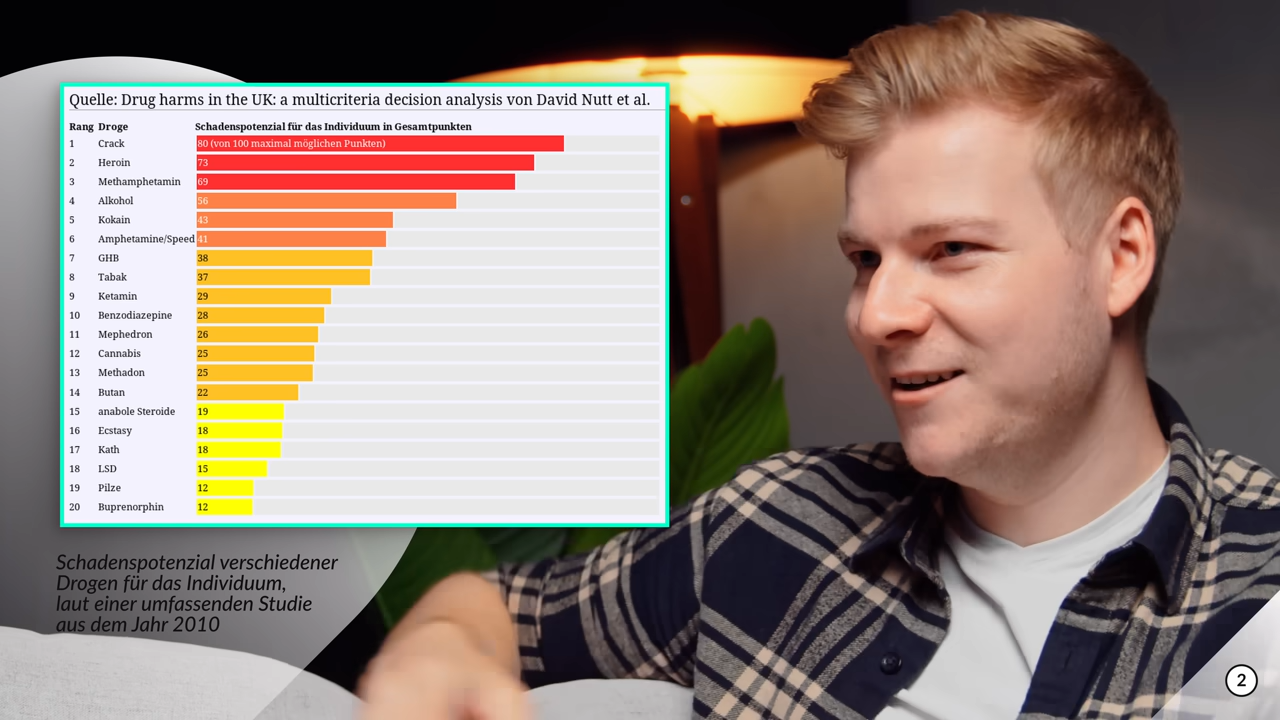 Quelle: Drug harms in the UK: a multicriteria decision analysis von David Nutt et al.
Rang Droge Schadenspotenzial für das Individuum in Gesamtpunkten
1 Crack 80 (von 100 maximal möglichen Punkten)
2 Heroin 73
3 Methamphetamin 69
4 Alkohol 56
5 Kokain 43
6 Amphetamine/Speed 41
7 GHB 38
8 Tabak 37
9 Ketamin 29
10 Benzodiazepine 28
11 Mephedron 26
12 Cannabis 25
13 Methadon 25
14 Butan 22
15 anabole Steroide 19
16 Ecstasy 18
17 Kath 18
18 LSD 15
19 Pilze 12
20 Buprenorphin 12
Schadenspotenzial verschiedener
Drogen für das Individuum,
laut einer umfassenden Studie
aus dem Jahr 2010
2